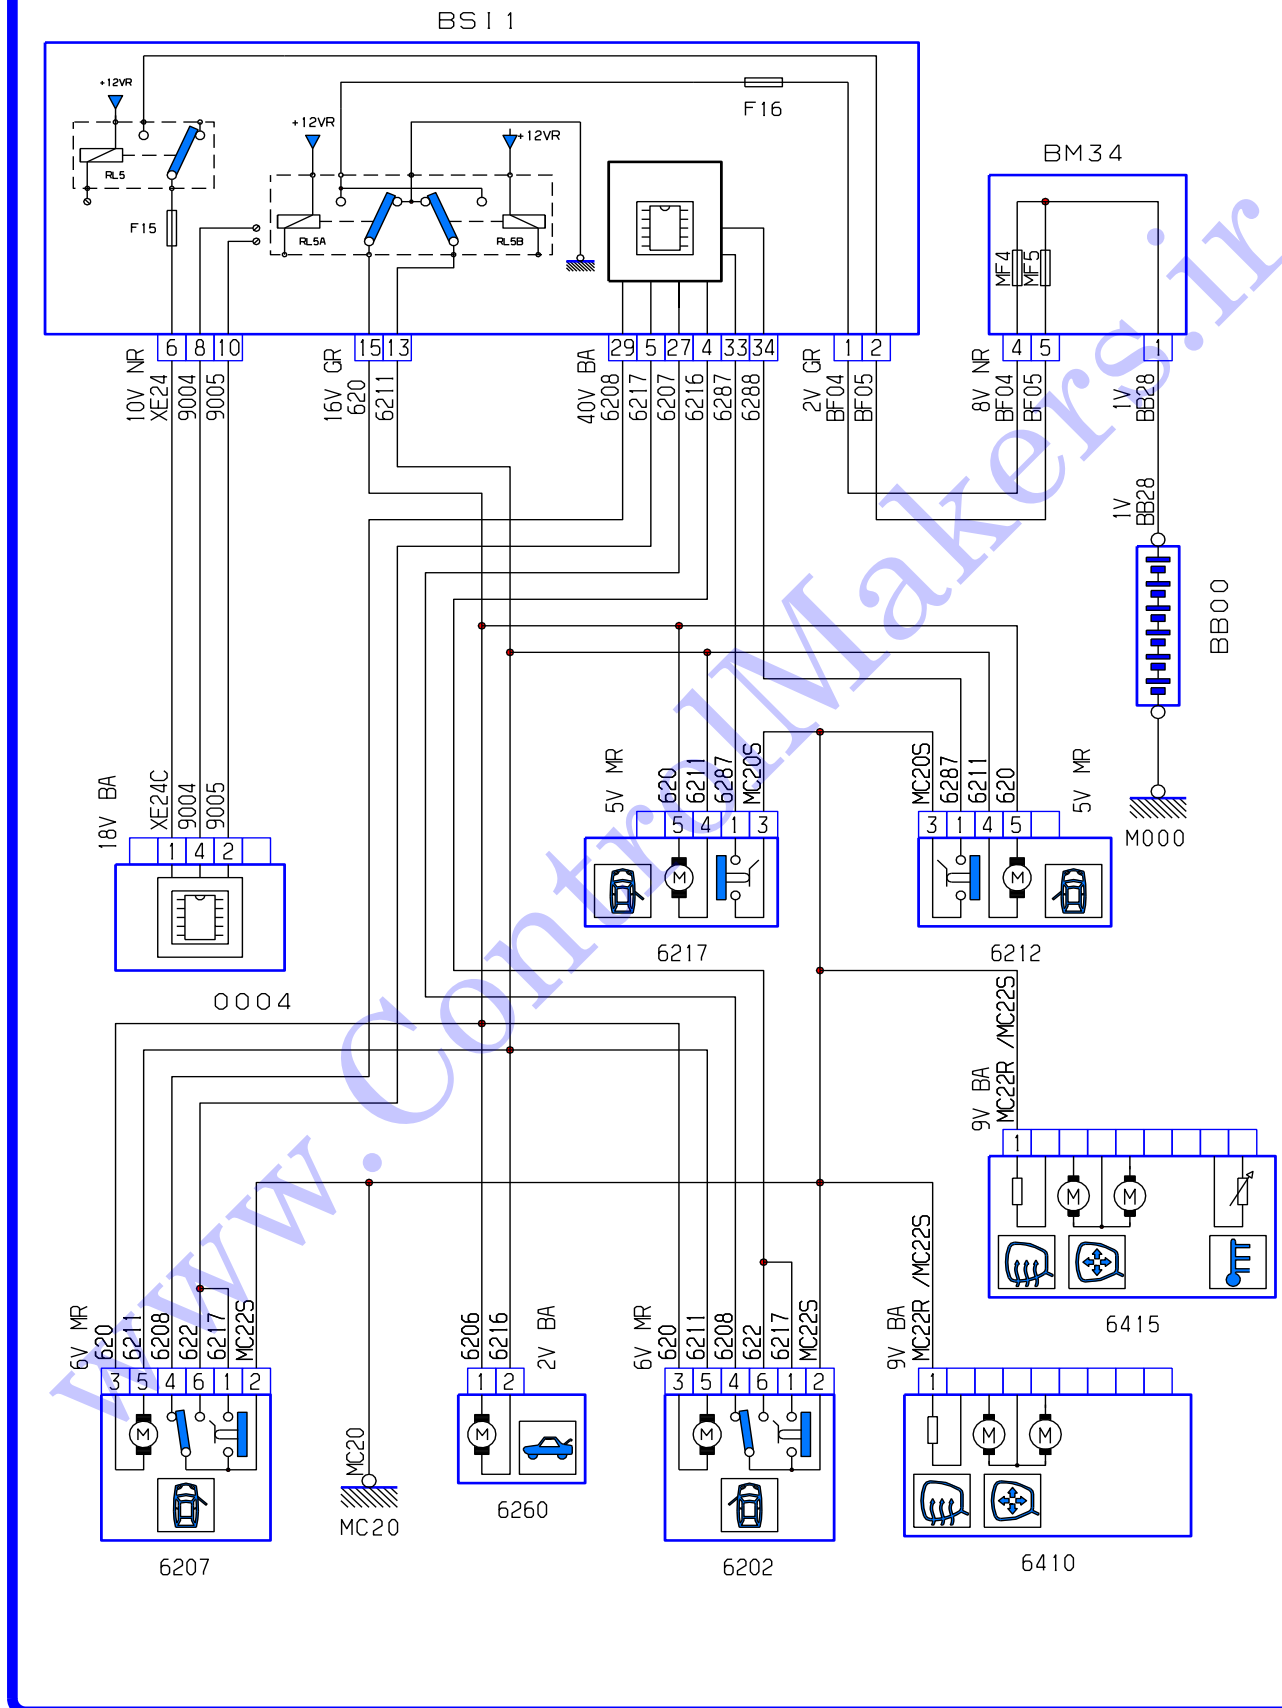 BSI 1
+12VR
RL5
F15
+12VR
+12VR
RL5A
RL5B
F16
BM34
MF4
MF5
6 8 10
15 13
29 5 27 4 33 34
1 2
4 5
1
10V NR
XE24
9004
9005
16V GR
620
6211
40V BA
6208
6217
6207
6216
6287
6288
2V GR
BF04
BF05
8V NR
BF04
BF05
1V
BB28
1V
BB28
BB00
M000
18V BA
XE24C
9004
9005
1 4 2
0004
5V MR
620
6211
6287
MC20S
5 4 1 3
M
6217
MC20S
6287
6211
620
5V MR
3 1 4 5
M
6212
9V BA
MC22R /MC22S
1
M M
6415
6V MR
620
6211
6208
622
6217
MC22S
3 5 4 6 1 2
M
6207
MC20
MC20
6206
6216
2V BA
1 2
M
6260
6V MR
620
6211
6208
622
6217
MC22S
3 5 4 6 1 2
M
6202
9V BA
MC22R /MC22S
1
M M
6410
www.ControlMakers.ir